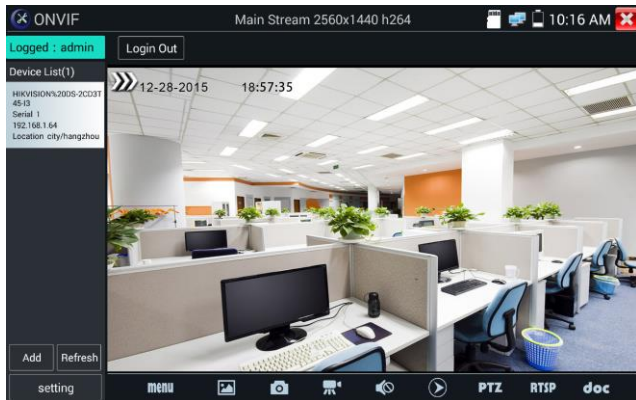 ONVIF
Main Stream 2560x1440 h264
10:16 AM
Logged : admin
Login Out
Device List(1)
HIKVISION%20DS-2CD3T
45-I3
Serial 1
192.168.1.64
Location city/hangzhou
12-28-2015 18:57:35
Add
Refresh
setting
menu
PTZ
RTSP
doc